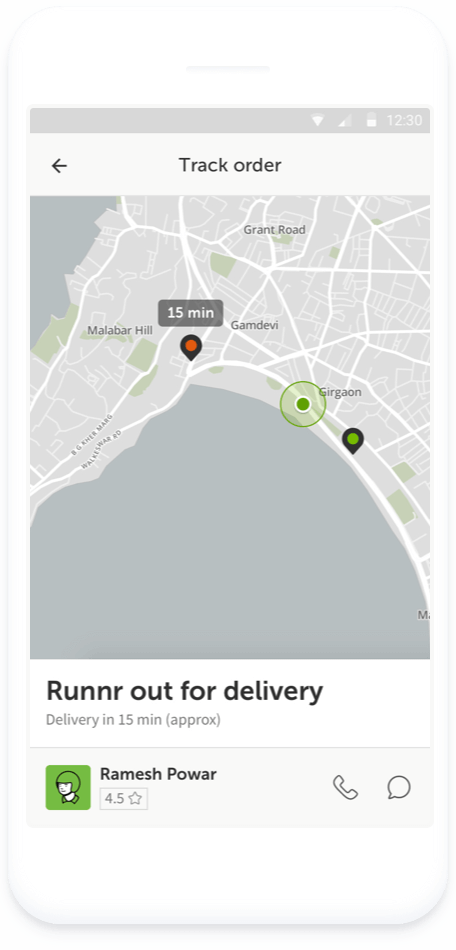 12:30
Track order
Grant Road
15 min
Gamdevi
Malabar Hill
Girgaon
B G KHER MARG
WALKESWAR RD
Runnr out for delivery
Delivery in 15 min (approx)
Ramesh Powar
4.5